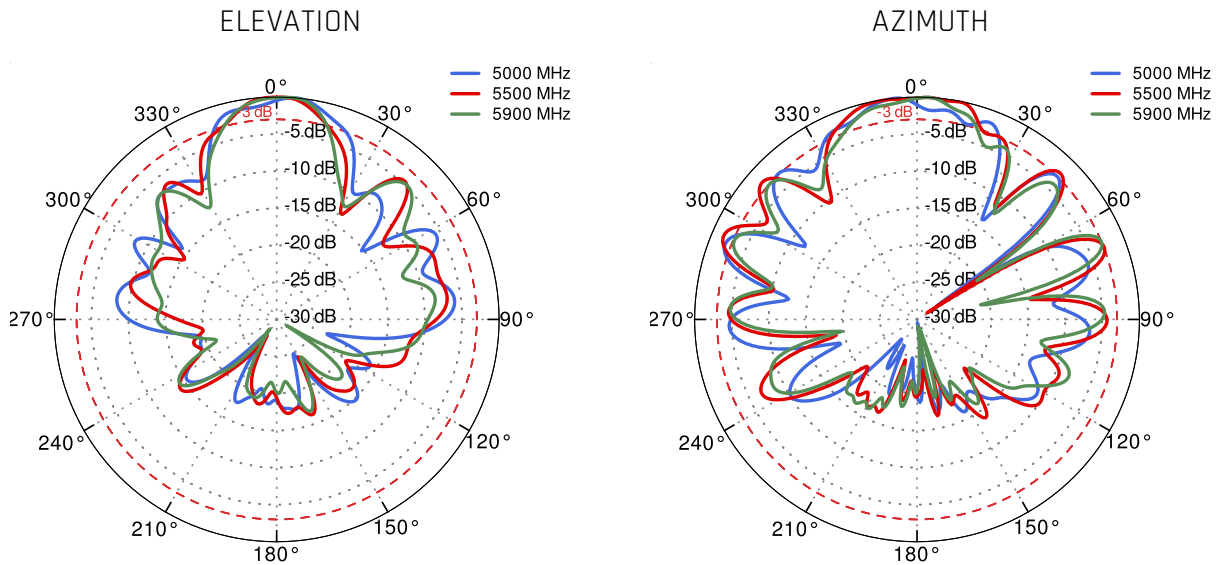 ELEVATION
5000 MHz
5500 MHz
5900 MHz
0°
330°
30°
-3 dB
-5 dB
-10 dB
300°
60°
-15 dB
-20 dB
-25 dB
270°
-30 dB
90°
240°
120°
210°
150°
180°
AZIMUTH
5000 MHz
5500 MHz
5900 MHz
0°
330°
30°
-3 dB
-5 dB
-10 dB
300°
60°
-15 dB
-20 dB
-25 dB
270°
-30 dB
90°
240°
120°
210°
150°
180°